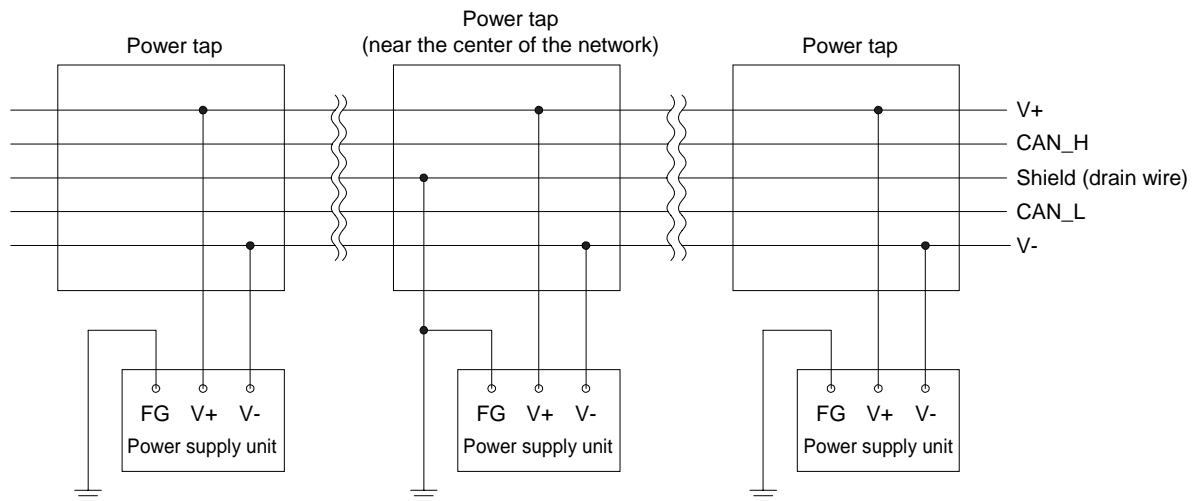 Power tap
Power tap
(near the center of the network)
Power tap
V+
CAN_H
Shield (drain wire)
CAN_L
V-
FG V+ V-
Power supply unit
FG V+ V-
Power supply unit
FG V+ V-
Power supply unit